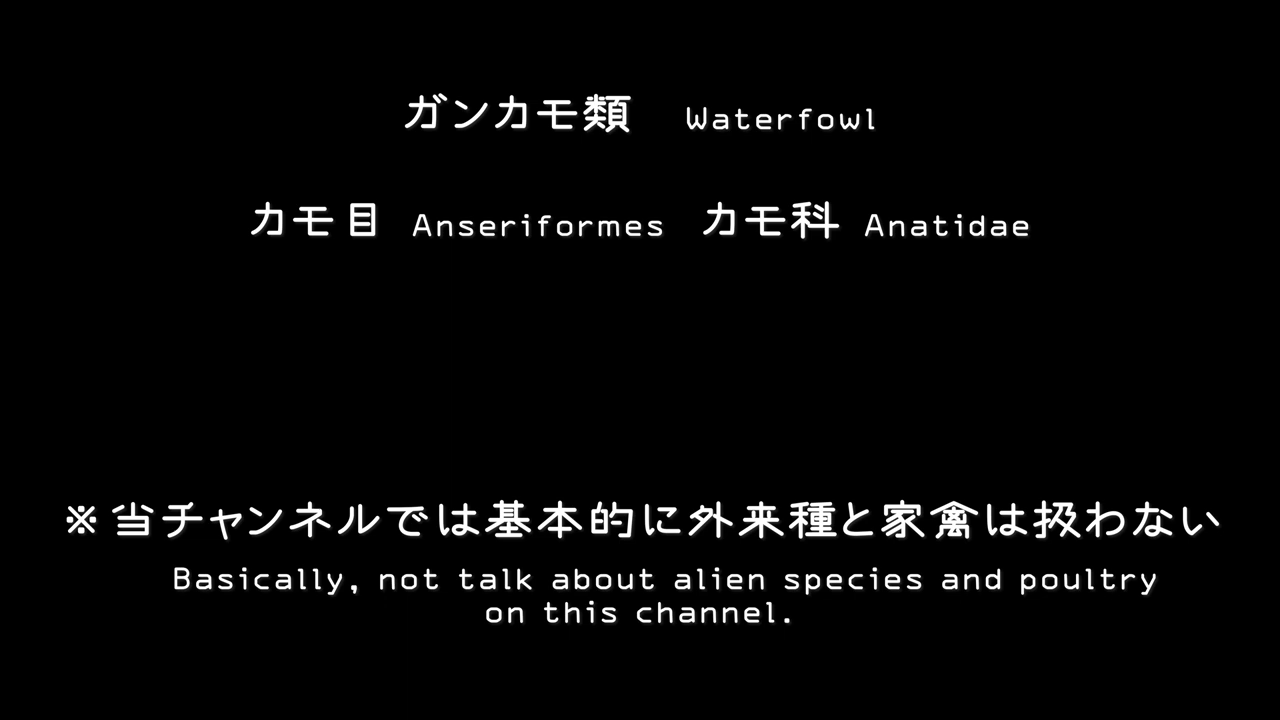 ガンカモ類 Waterfowl
カモ目 Anseriformes カモ科 Anatidae
※当チャンネルでは基本的に外来種と家禽は扱わない
Basically, not talk about alien species and poultry
on this channel.